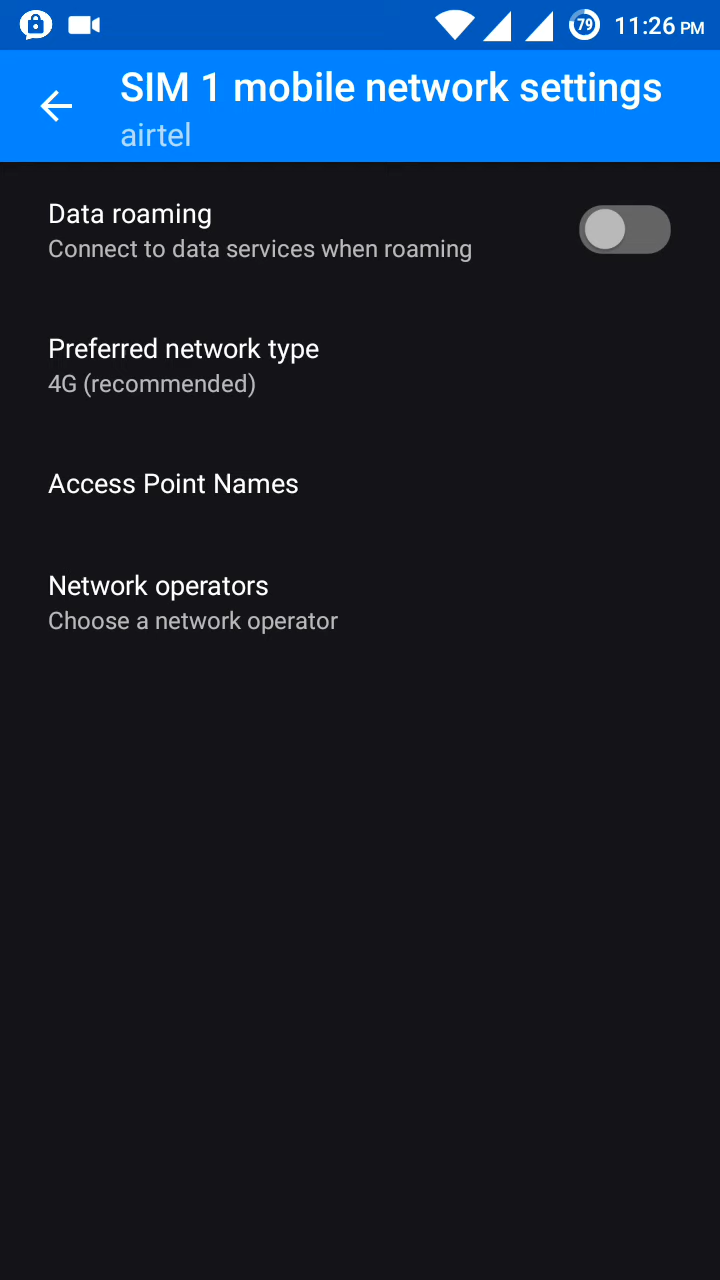 79 11:26 PM
SIM 1 mobile network settings
airtel
Data roaming
Connect to data services when roaming
Preferred network type
4G (recommended)
Access Point Names
Network operators
Choose a network operator